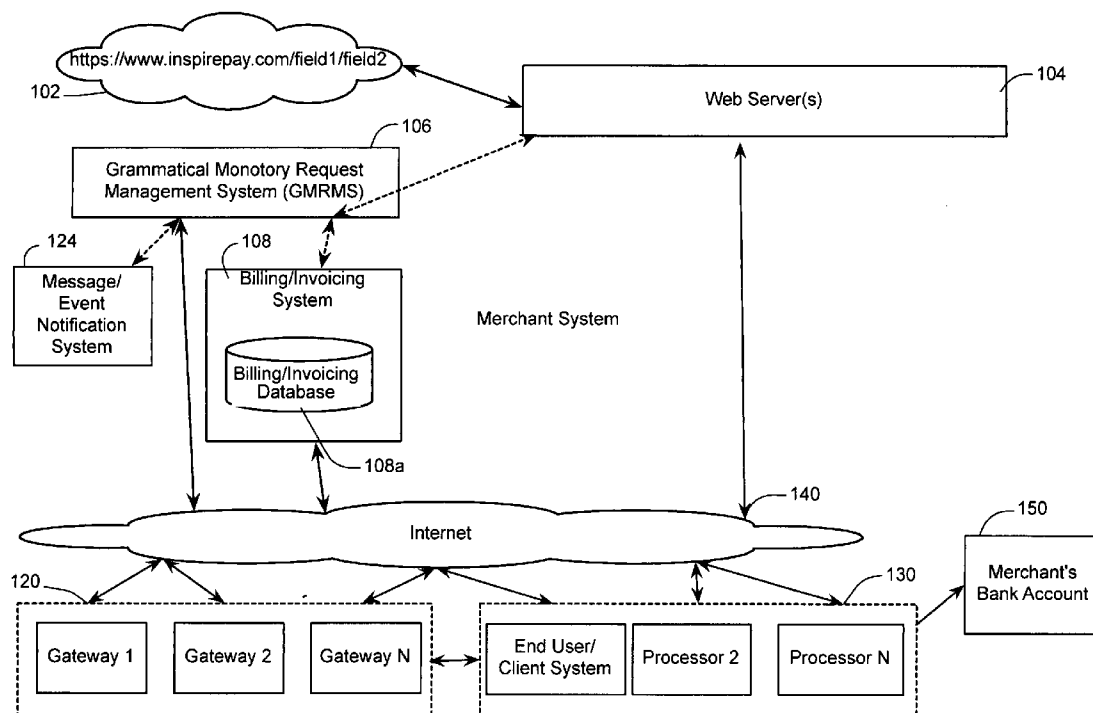 https://www.inspirepay.com/field1/field2
102
104
Web Server(s)
106
Grammatical Monotory Request
Management System (GMRMS)
124
Message/
Event
Notification
System
108
Billing/Invoicing
System
Billing/Invoicing
Database
108a
Merchant System
140
Internet
150
Merchant's
Bank Account
120
Gateway 1
Gateway 2
Gateway N
130
End User/
Client System
Processor 2
Processor N